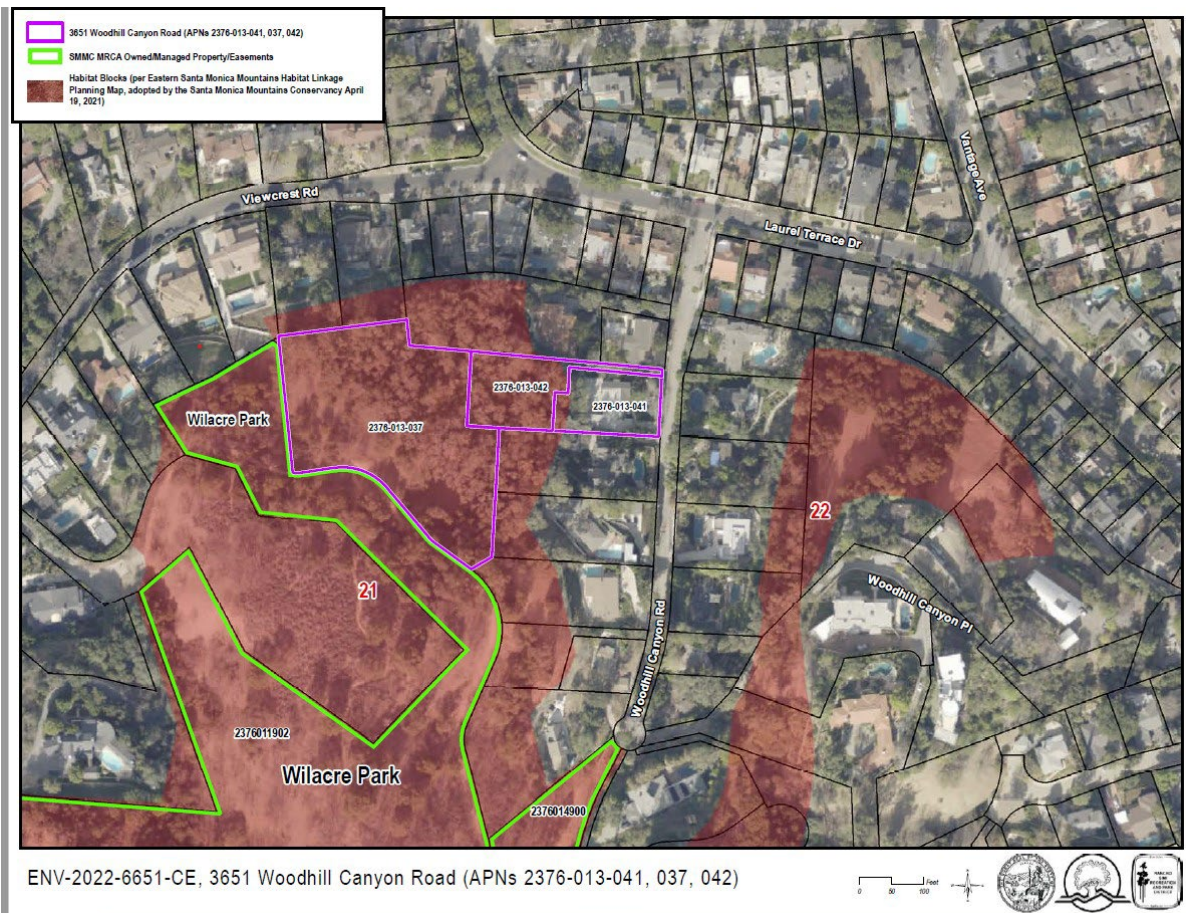 3651 Woodhill Canyon Road (APNs 2376-013-041, 037, 042)
SMMC MRCA Owned/Managed Property/Easements
Habitat Blocks (per Eastern Santa Monica Mountains Habitat Linkage
Planning Map, adopted by the Santa Monica Mountains Conservancy April
19, 2021)
Vantage Ave
Viewcrest Rd
Laurel Terrace Dr
2376-013-042
2376-013-041
Wilacre Park
2376-013-037
22
21
Woodhill Canyon Pl
Woodhill Canyon Rd
2376011902
Wilacre Park
2376014900
ENV-2022-6651-CE, 3651 Woodhill Canyon Road (APNs 2376-013-041, 037, 042)
Feet
0 50 100